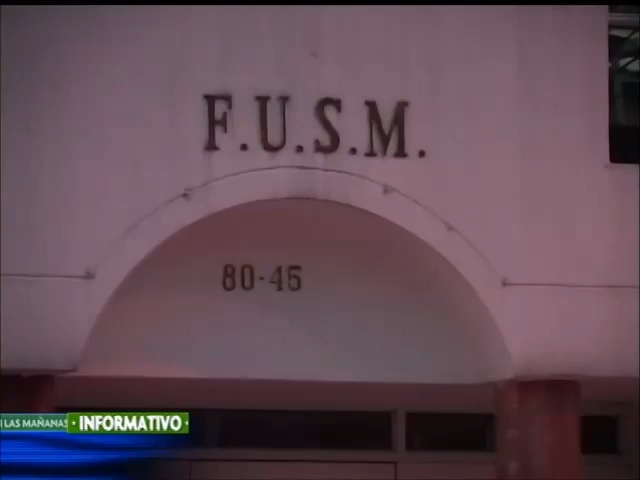 F.U.S.M.
80-45
LAS MAÑANAS
· INFORMATIVO ·